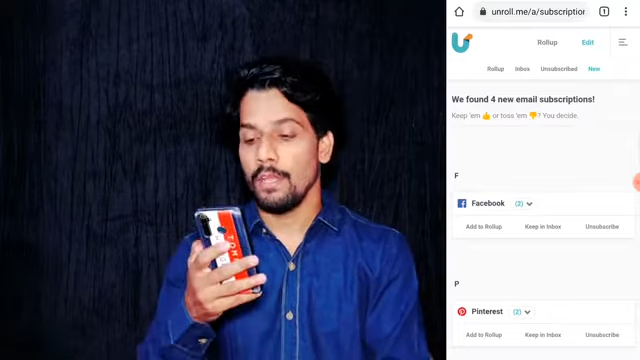 unroll.me/a/subscription
1
Rollup
Edit
Rollup Inbox Unsubscribed New
We found 4 new email subscriptions!
Keep 'em 👍 or toss 'em 👎? You decide.
F
Facebook (2)
Add to Rollup Keep in Inbox Unsubscribe
P
Pinterest (2)
Add to Rollup Keep in Inbox Unsubscribe